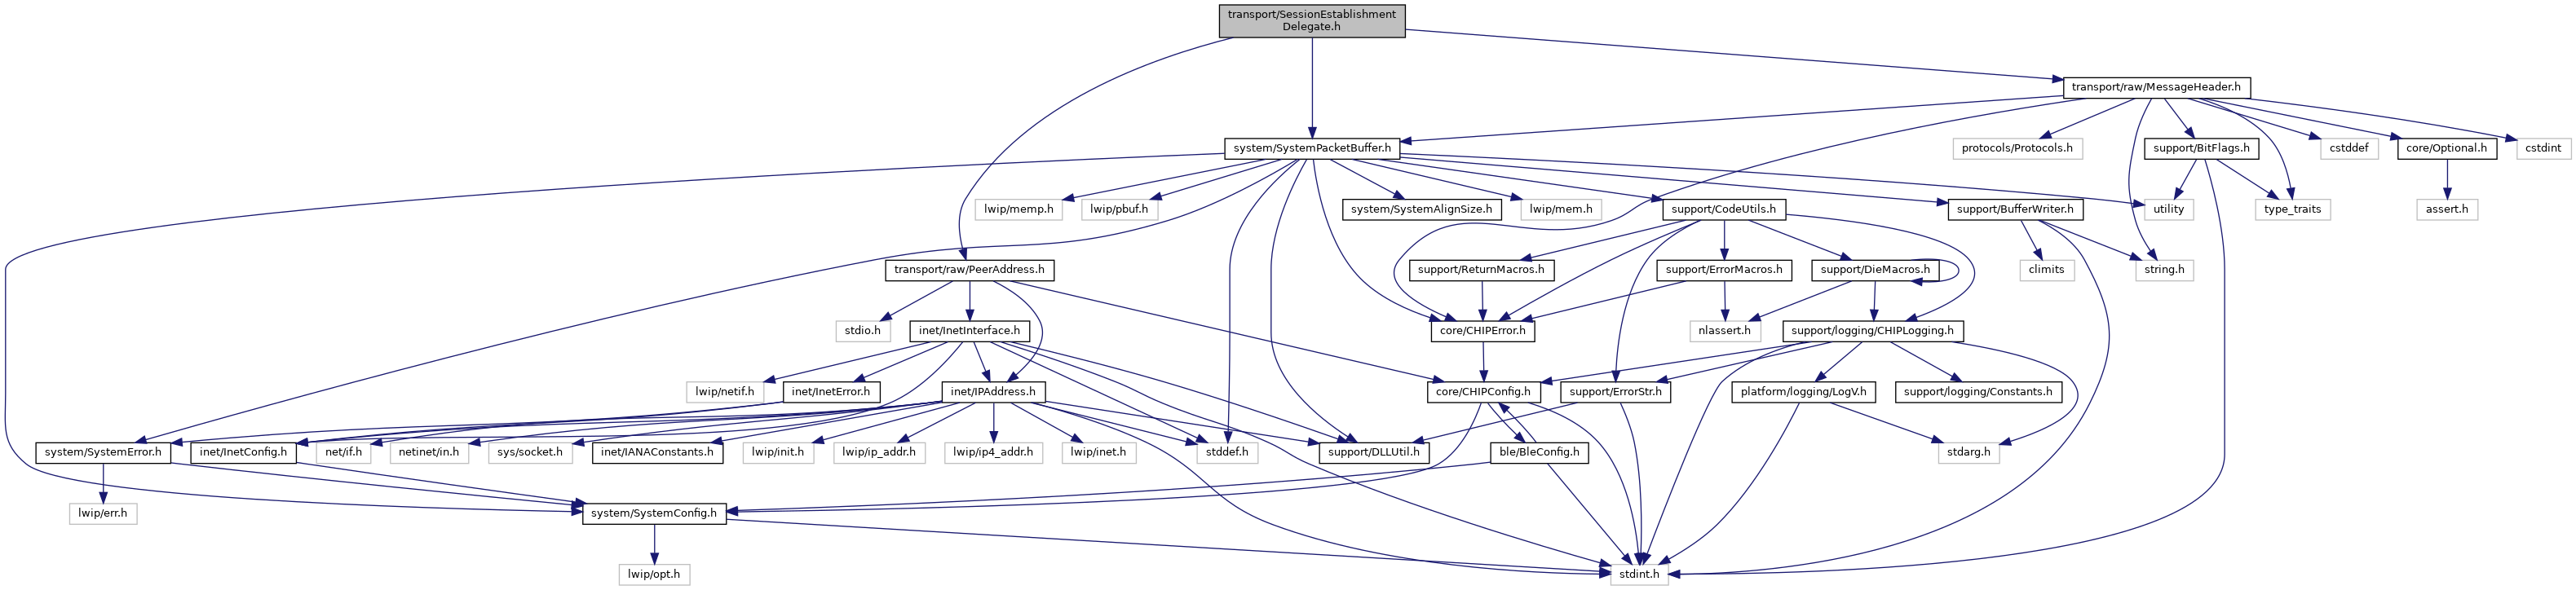 transport/SessionEstablishment
Delegate.h
transport/raw/MessageHeader.h
system/SystemPacketBuffer.h
protocols/Protocols.h
support/BitFlags.h
cstddef
core/Optional.h
cstdint
lwip/memp.h
lwip/pbuf.h
system/SystemAlignSize.h
lwip/mem.h
support/CodeUtils.h
support/BufferWriter.h
utility
type_traits
assert.h
transport/raw/PeerAddress.h
support/ReturnMacros.h
support/ErrorMacros.h
support/DieMacros.h
climits
string.h
stdio.h
inet/InetInterface.h
core/CHIPError.h
nlassert.h
support/logging/CHIPLogging.h
lwip/netif.h
inet/InetError.h
inet/IPAddress.h
core/CHIPConfig.h
support/ErrorStr.h
platform/logging/LogV.h
support/logging/Constants.h
system/SystemError.h
inet/InetConfig.h
net/if.h
netinet/in.h
sys/socket.h
inet/IANAConstants.h
lwip/init.h
lwip/ip_addr.h
lwip/ip4_addr.h
lwip/inet.h
stddef.h
support/DLLUtil.h
ble/BleConfig.h
stdarg.h
lwip/err.h
system/SystemConfig.h
lwip/opt.h
stdint.h